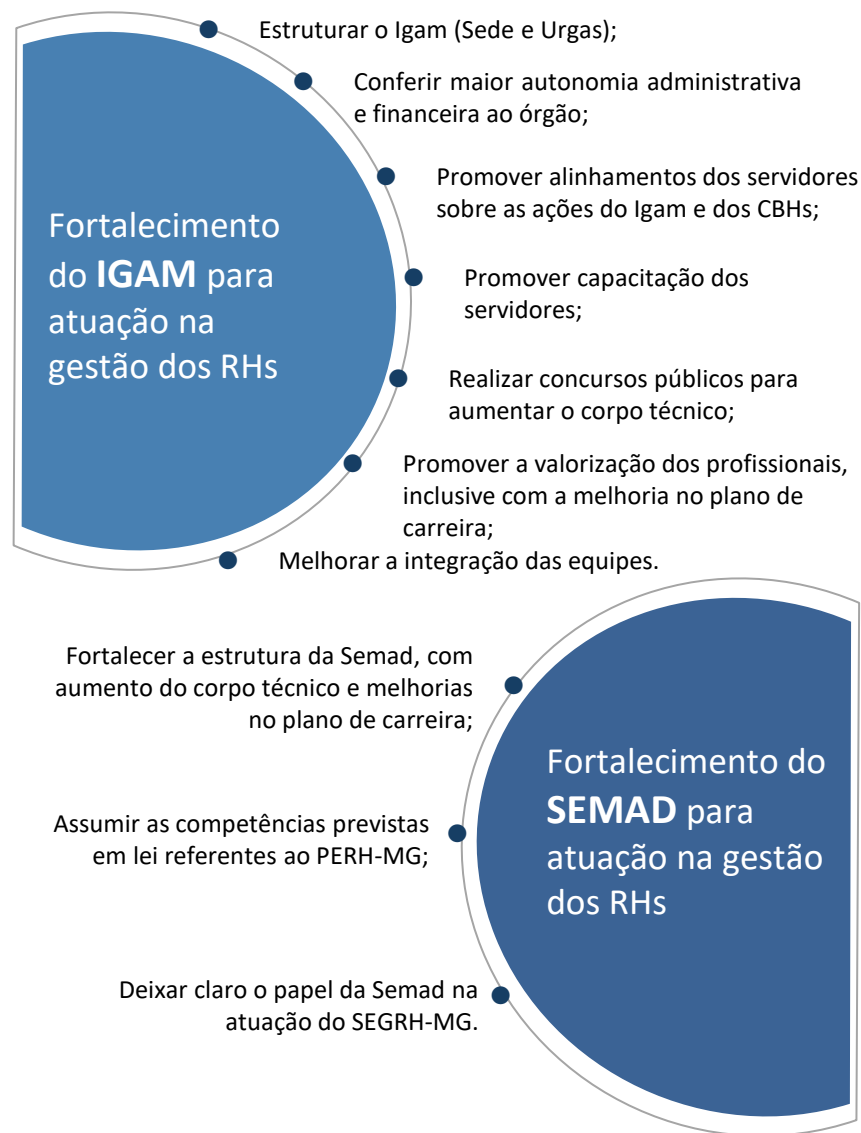 Fortalecimento
do IGAM para
atuação na
gestão dos RHs
Estruturar o Igam (Sede e Urgas);
Conferir maior autonomia administrativa
e financeira ao órgão;
Promover alinhamentos dos servidores
sobre as ações do Igam e dos CBHs;
Promover capacitação dos
servidores;
Realizar concursos públicos para
aumentar o corpo técnico;
Promover a valorização dos profissionais,
inclusive com a melhoria no plano de
carreira;
Melhorar a integração das equipes.
Fortalecimento do
SEMAD para
atuação na gestão
dos RHs
Fortalecer a estrutura da Semad, com
aumento do corpo técnico e melhorias
no plano de carreira;
Assumir as competências previstas
em lei referentes ao PERH-MG;
Deixar claro o papel da Semad na
atuação do SEGRH-MG.